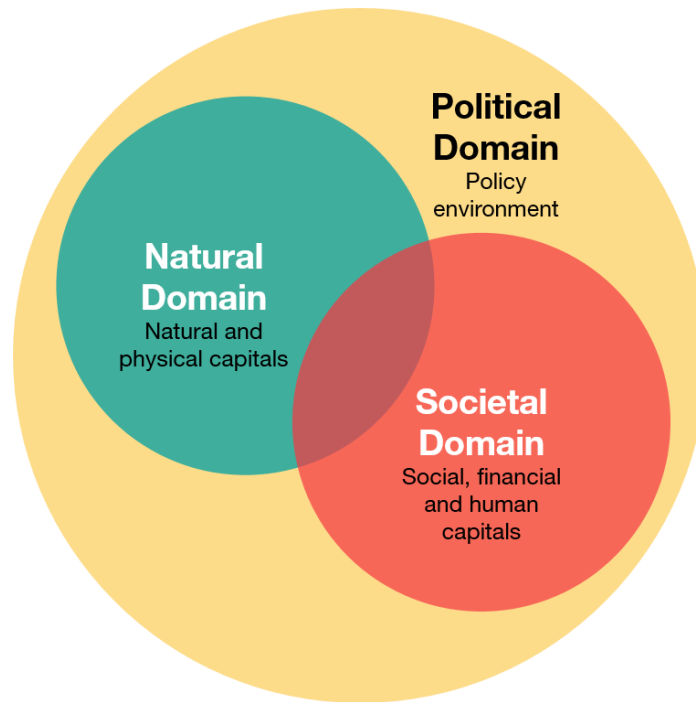 Political
Domain
Policy
environment
Natural
Domain
Natural and
physical capitals
Societal
Domain
Social, financial
and human
capitals